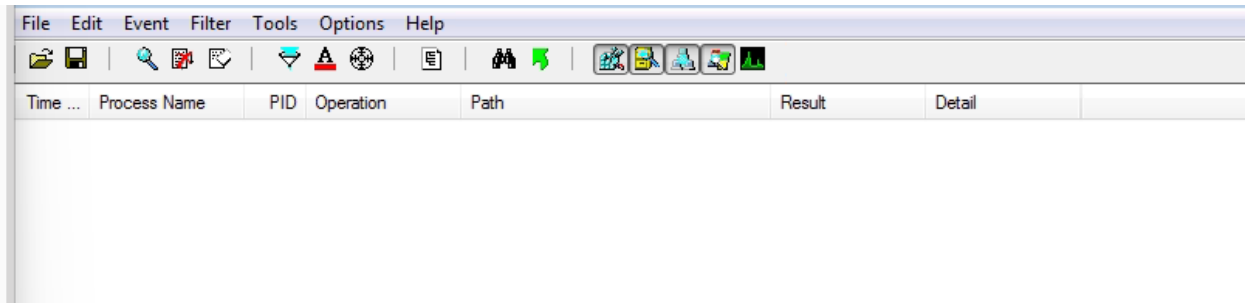 File Edit Event Filter Tools Options Help
Time ... Process Name PID Operation Path Result Detail